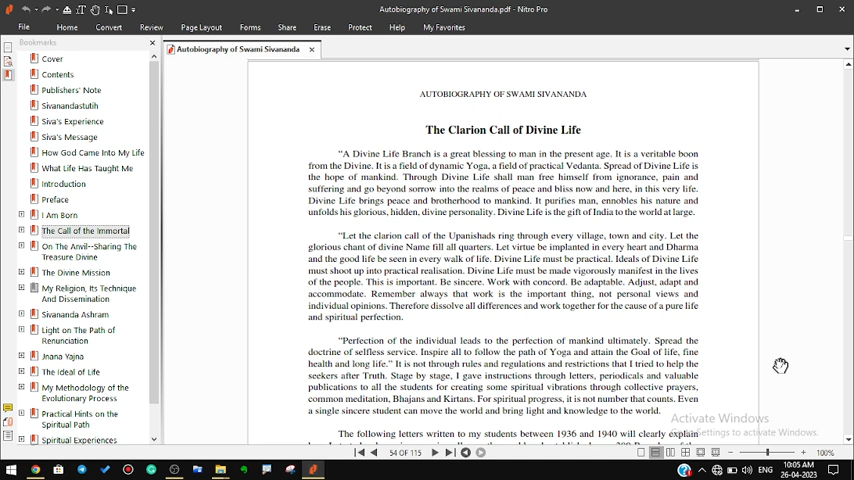 Autobiography of Swami Sivananda.pdf - Nitro Pro
File Home Convert Review Page Layout Forms Share Erase Protect Help My Favorites
Bookmarks
Autobiography of Swami Sivananda
Cover
Contents
Publishers' Note
Sivanandastutih
Siva's Experience
Siva's Message
How God Came Into My Life
What Life Has Taught Me
Introduction
Preface
I Am Born
The Call of the Immortal
On The Anvil--Sharing The
Treasure Divine
The Divine Mission
My Religion, Its Technique
And Dissemination
Sivananda Ashram
Light on The Path of
Renunciation
Jnana Yajna
The Ideal of Life
My Methodology of the
Evolutionary Process
Practical Hints on the
Spiritual Path
Spiritual Experiences
AUTOBIOGRAPHY OF SWAMI SIVANANDA
The Clarion Call of Divine Life
"A Divine Life Branch is a great blessing to man in the present age. It is a veritable boon
from the Divine. It is a field of dynamic Yoga, a field of practical Vedanta. Spread of Divine Life is
the hope of mankind. Through Divine Life shall man free himself from ignorance, pain and
suffering and go beyond sorrow into the realms of peace and bliss now and here, in this very life.
Divine Life brings peace and brotherhood to mankind. It purifies man, ennobles his nature and
unfolds his glorious, hidden, divine personality. Divine Life is the gift of India to the world at large.
"Let the clarion call of the Upanishads ring through every village, town and city. Let the
glorious chant of divine Name fill all quarters. Let virtue be implanted in every heart and Dharma
and the good life be seen in every walk of life. Divine Life must be practical. Ideals of Divine Life
must shoot up into practical realisation. Divine Life must be made vigorously manifest in the lives
of the people. This is important. Be sincere. Work with concord. Be adaptable. Adjust, adapt and
accommodate. Remember always that work is the important thing, not personal views and
individual opinions. Therefore dissolve all differences and work together for the cause of a pure life
and spiritual perfection.
"Perfection of the individual leads to the perfection of mankind ultimately. Spread the
doctrine of selfless service. Inspire all to follow the path of Yoga and attain the Goal of life, fine
health and long life." It is not through rules and regulations and restrictions that I tried to help the
seekers after Truth. Stage by stage, I gave instructions through letters, periodicals and valuable
publications to all the students for creating some spiritual vibrations through collective prayers,
common meditation, Bhajans and Kirtans. For spiritual progress, it is not number that counts. Even
a single sincere student can move the world and bring light and knowledge to the world.
The following letters written to my students between 1936 and 1940 will clearly explain
Activate Windows
Go to Settings to activate Windows.
54 OF 115
100%
ENG
10:05 AM
26-04-2023